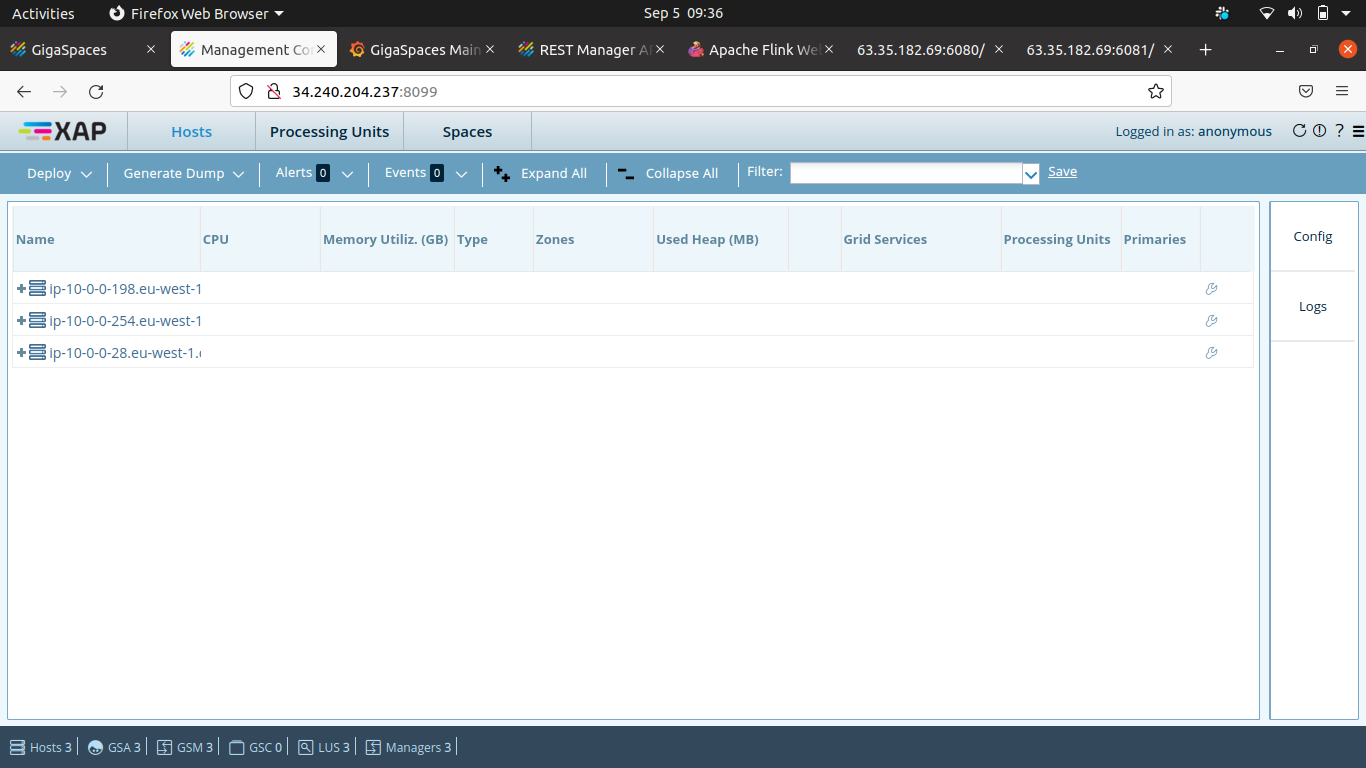 Activities Firefox Web Browser Sep 5 09:36
GigaSpaces Management Co GigaSpaces Main REST Manager A Apache Flink We 63.35.182.69:6080/ 63.35.182.69:6081/
34.240.204.237:8099
XAP Hosts Processing Units Spaces Logged in as: anonymous ?
Deploy Generate Dump Alerts 0 Events 0 Expand All Collapse All Filter: Save
Name CPU Memory Utiliz. (GB) Type Zones Used Heap (MB) Grid Services Processing Units Primaries
ip-10-0-0-198.eu-west-1
ip-10-0-0-254.eu-west-1
ip-10-0-0-28.eu-west-1.
Config
Logs
Hosts 3 GSA 3 GSM 3 GSC 0 LUS 3 Managers 3